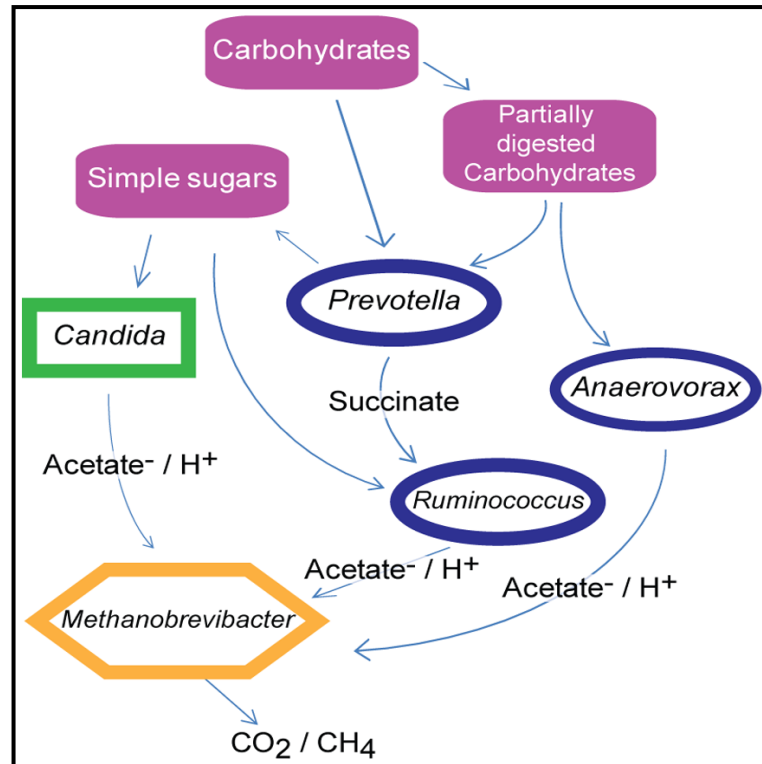 Carbohydrates
Partially
digested
Carbohydrates
Simple sugars
Prevotella
Candida
Anaerovorax
Succinate
Acetate⁻ / H⁺
Ruminococcus
Acetate⁻ / H⁺
Acetate⁻ / H⁺
Methanobrevibacter
CO₂ / CH₄